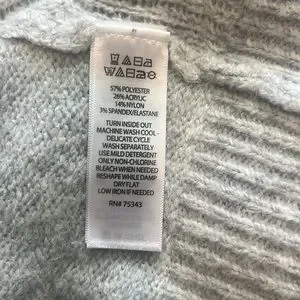 57% POLYESTER
26% ACRYLIC
14% NYLON
3% SPANDEX/ELASTANE
TURN INSIDE OUT
MACHINE WASH COOL -
DELICATE CYCLE
WASH SEPARATELY
USE MILD DETERGENT
ONLY NON-CHLORINE
BLEACH WHEN NEEDED
RESHAPE WHILE DAMP
DRY FLAT
LOW IRON IF NEEDED
RN# 75343